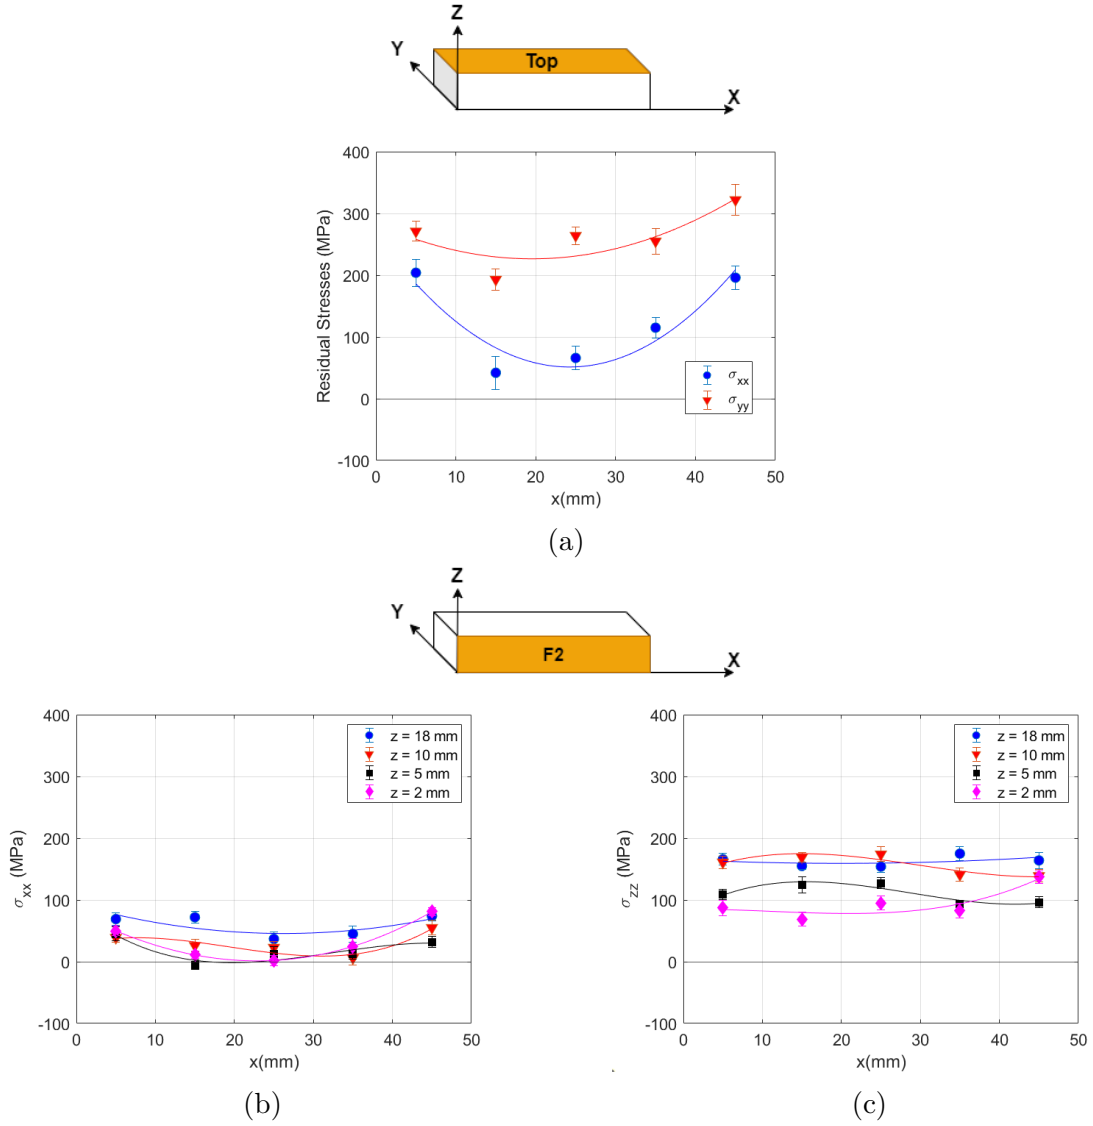 Z
Y
Top
X
400
300
200
100
0
-100
Residual Stresses (MPa)
σxx
σyy
0 10 20 30 40 50
x(mm)
(a)
Z
Y
F2
X
400
300
200
100
0
-100
σxx (MPa)
z = 18 mm
z = 10 mm
z = 5 mm
z = 2 mm
0 10 20 30 40 50
x(mm)
(b)
400
300
200
100
0
-100
σzz (MPa)
z = 18 mm
z = 10 mm
z = 5 mm
z = 2 mm
0 10 20 30 40 50
x(mm)
(c)